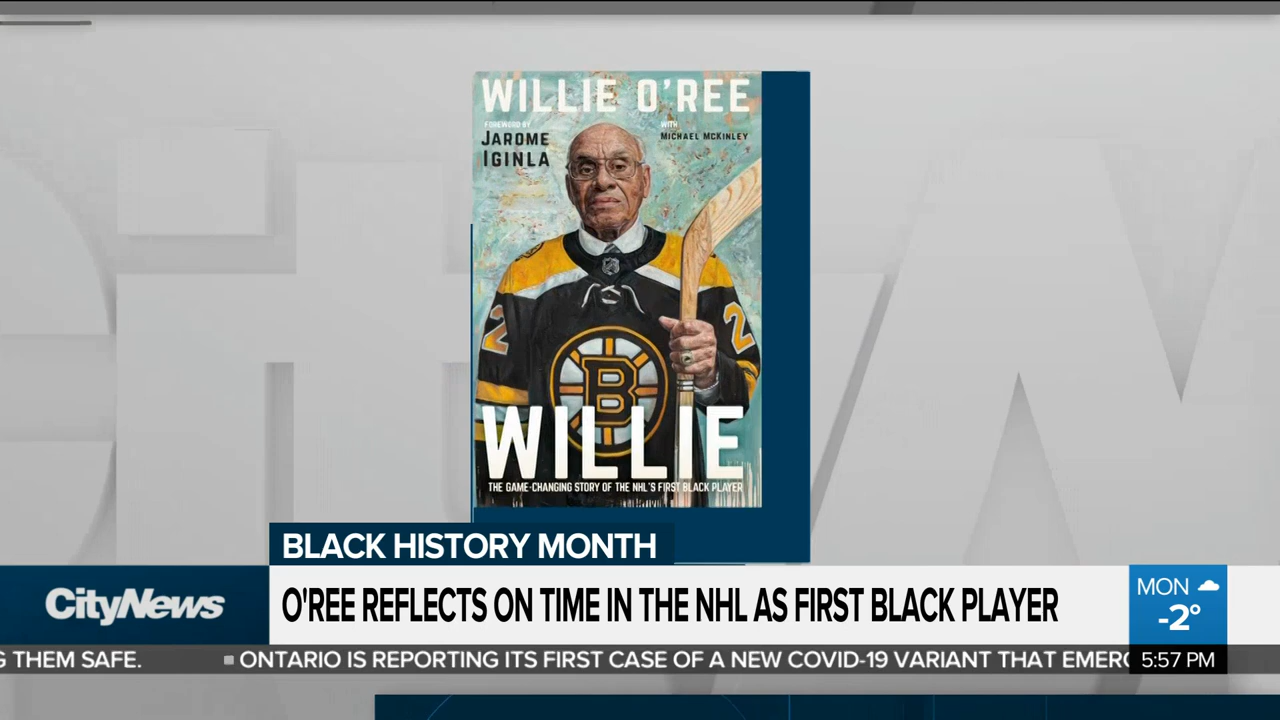 WILLIE O'REE
FOREWORD BY
JAROME
IGINLA
WITH
MICHAEL MCKINLEY
2
2
B
WILLIE
THE GAME-CHANGING STORY OF THE NHL'S FIRST BLACK PLAYER
BLACK HISTORY MONTH
CityNews
O'REE REFLECTS ON TIME IN THE NHL AS FIRST BLACK PLAYER
MON
-2°
G THEM SAFE. ONTARIO IS REPORTING ITS FIRST CASE OF A NEW COVID-19 VARIANT THAT EMERG
5:57 PM